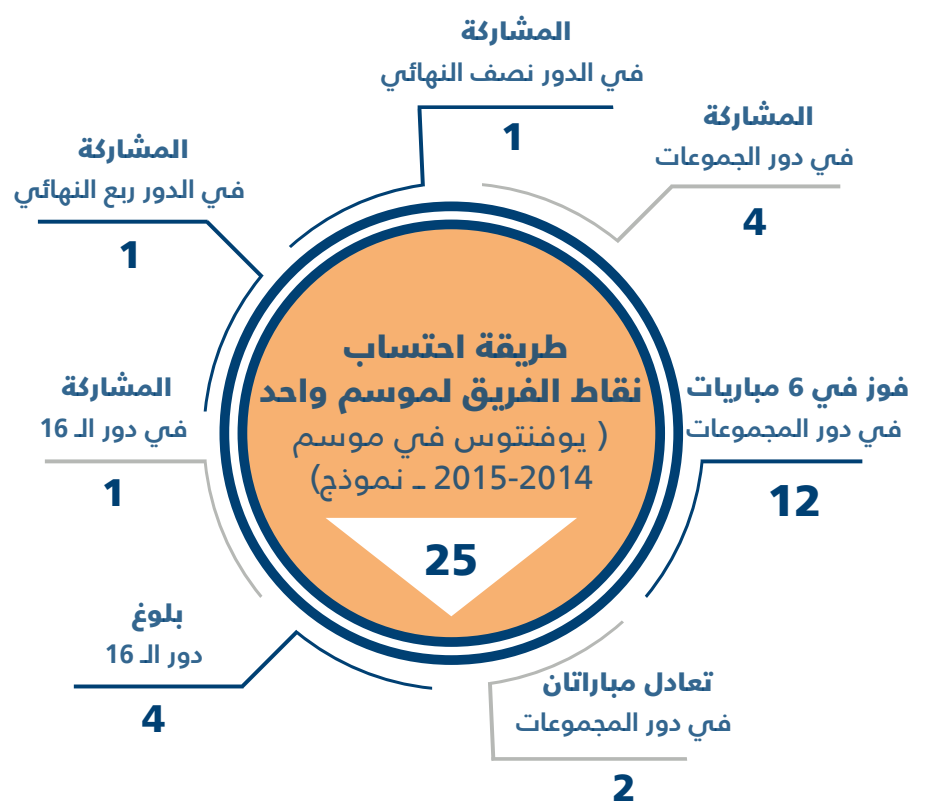 المشاركة
في الدور نصف النهائي
1
المشاركة
في دور الجموعات
4
فوز في 6 مباريات
في دور المجموعات
12
تعادل مباراتان
في دور المجموعات
2
بلوغ
دور الـ 16
4
المشاركة
في دور الـ 16
1
المشاركة
في الدور ربع النهائي
1
طريقة احتساب
نقاط الفريق لموسم واحد
( يوفنتوس في موسم
2014-2015 ـ نموذج)
25